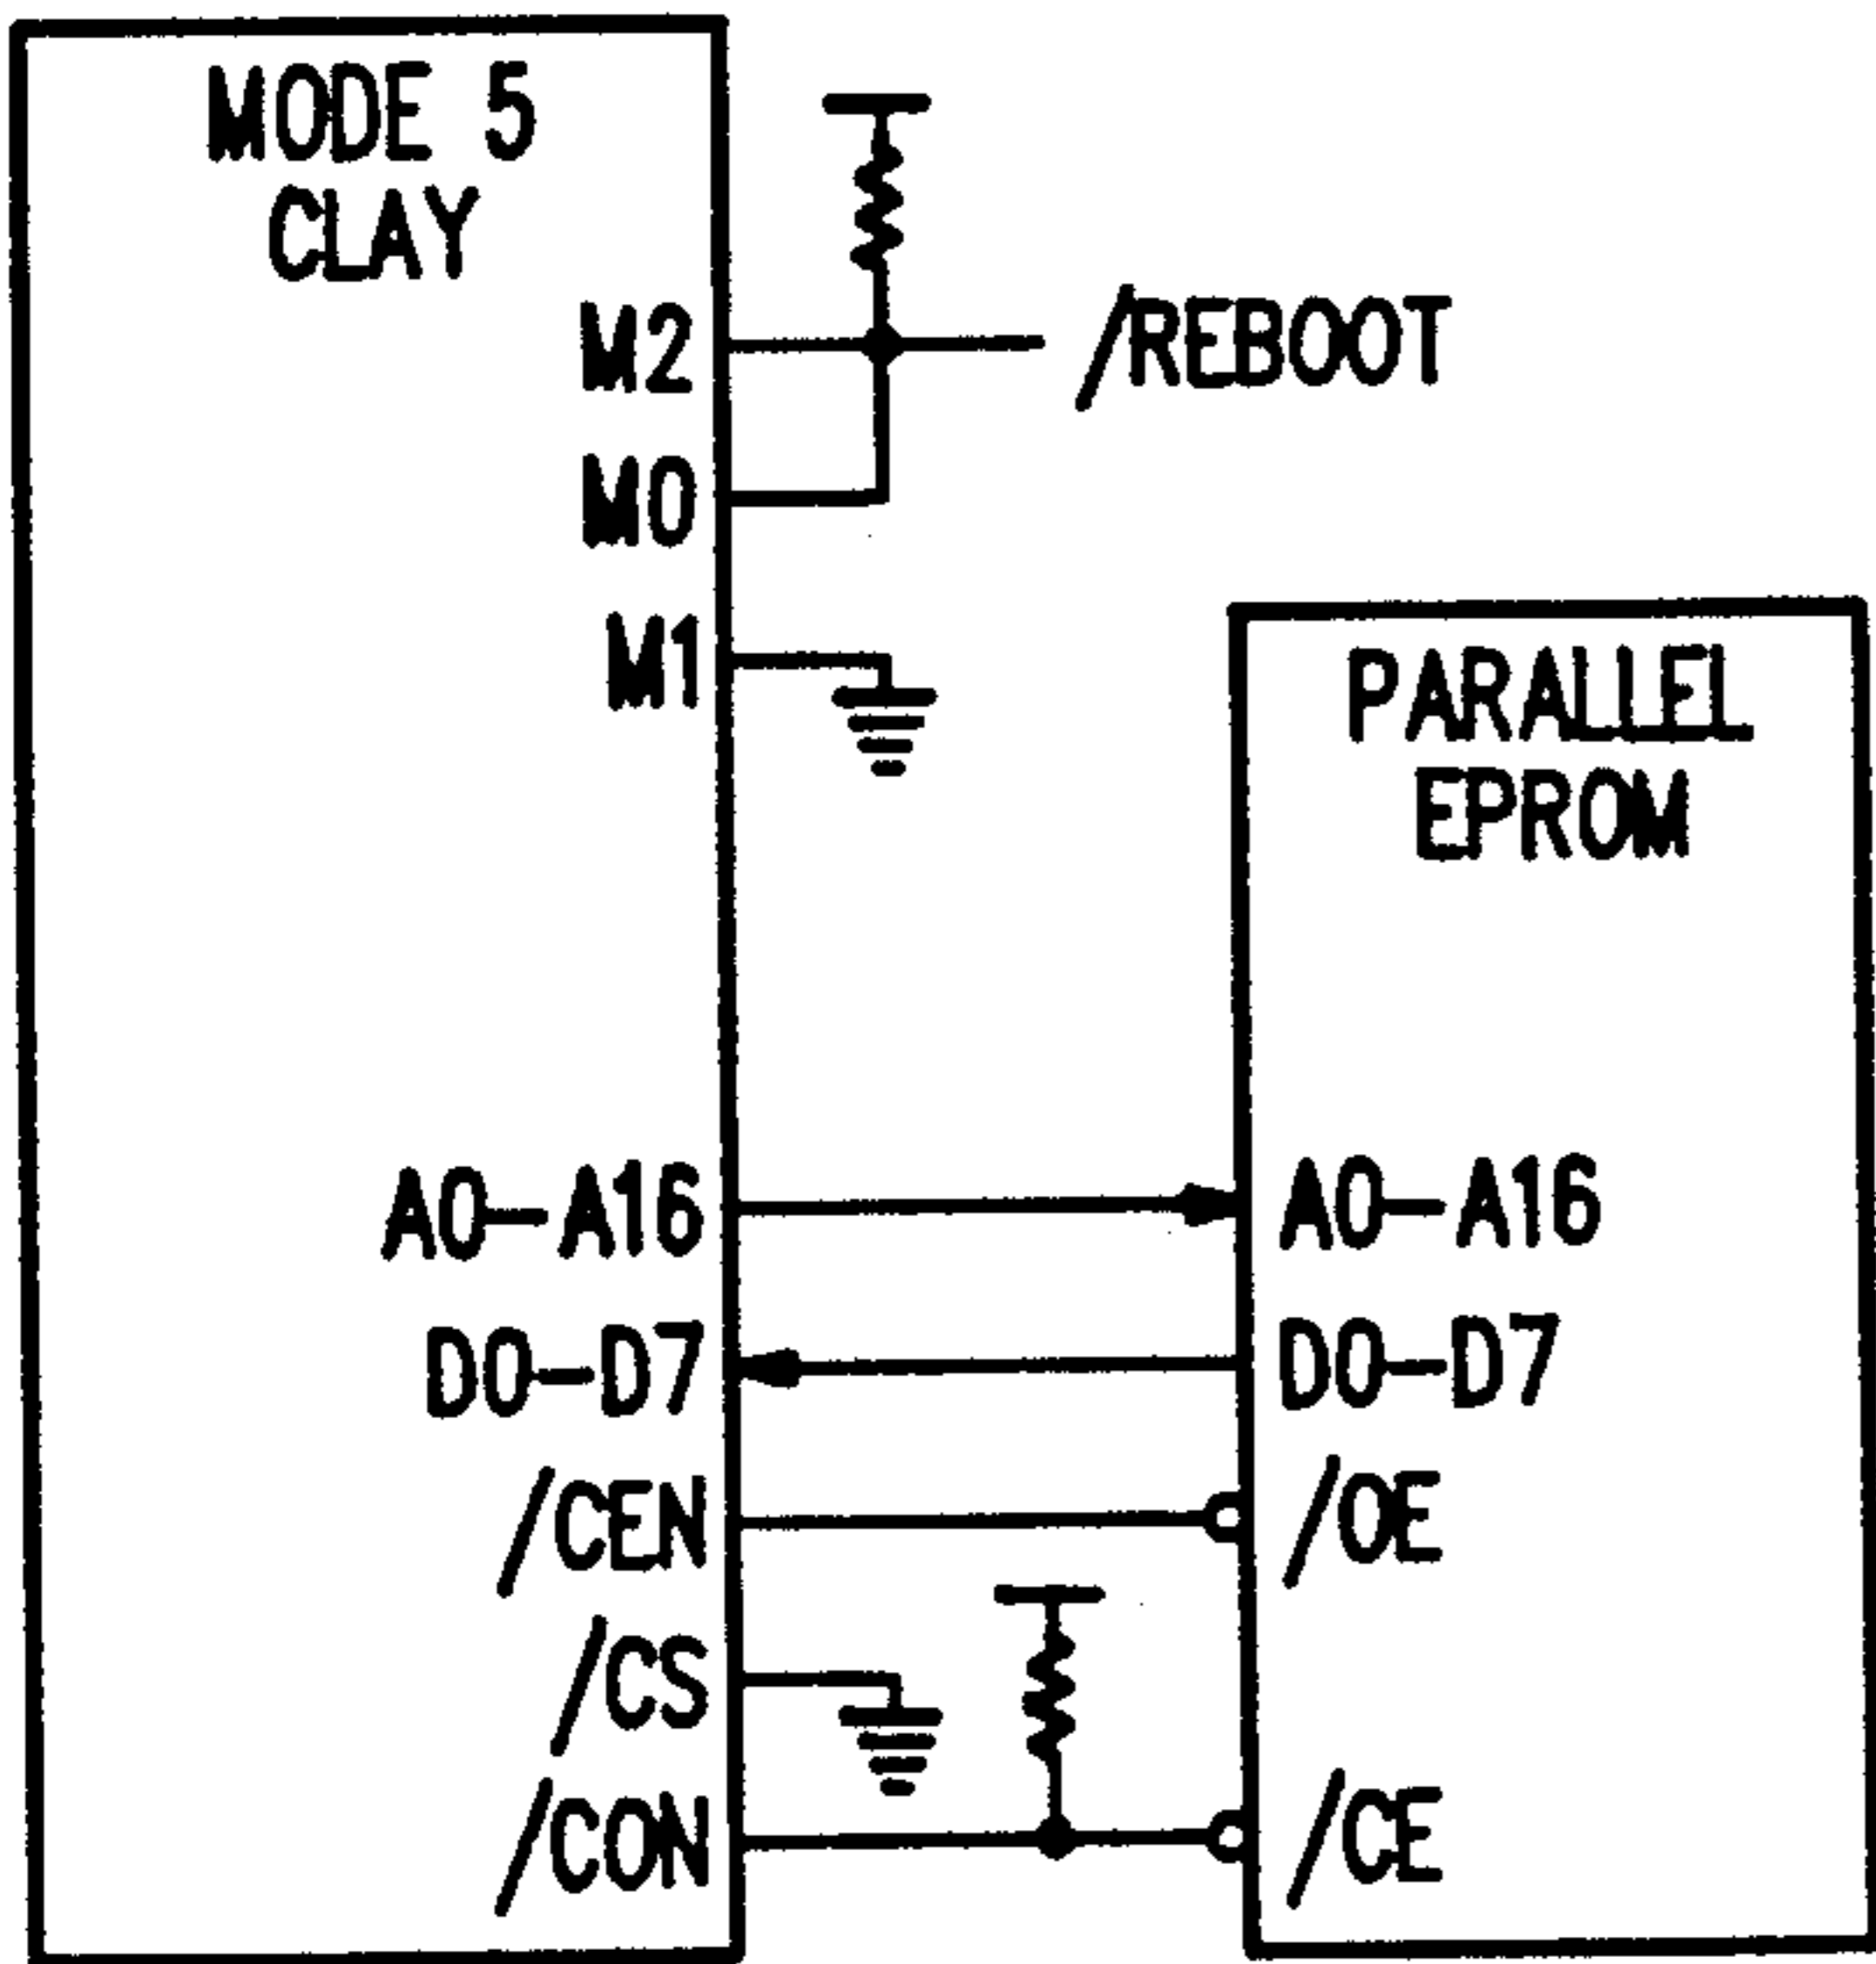 MODE 5
CLAY
M2
/REBOOT
M0
M1
PARALLEL
EPROM
A0-A16
A0-A16
D0-D7
D0-D7
/CEN
/OE
/CS
/CON
/CE